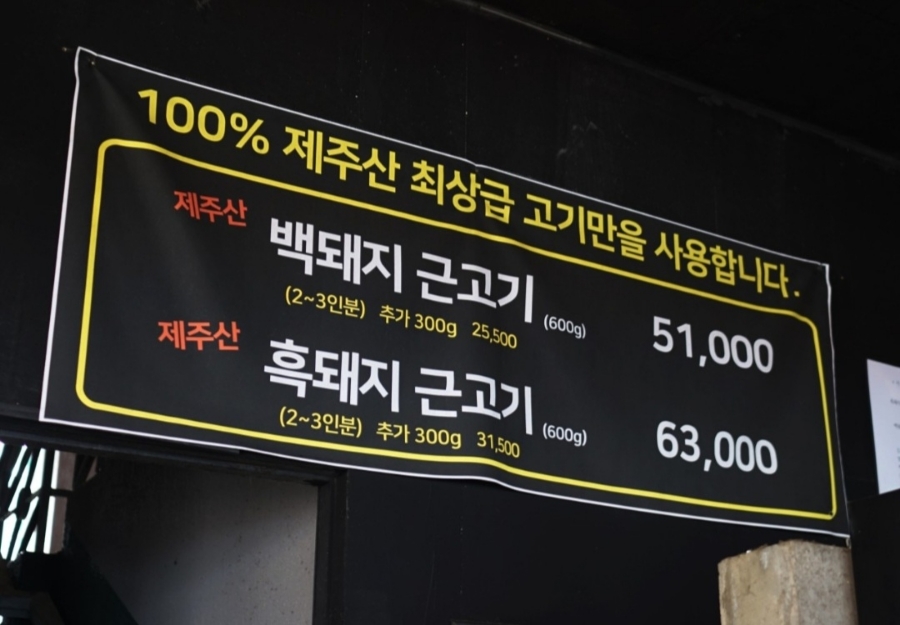 100% 제주산 최상급 고기만을 사용합니다.
제주산
백돼지 근고기 (600g) 51,000
(2~3인분) 추가 300g 25,500
제주산
흑돼지 근고기 (600g) 63,000
(2~3인분) 추가 300g 31,500